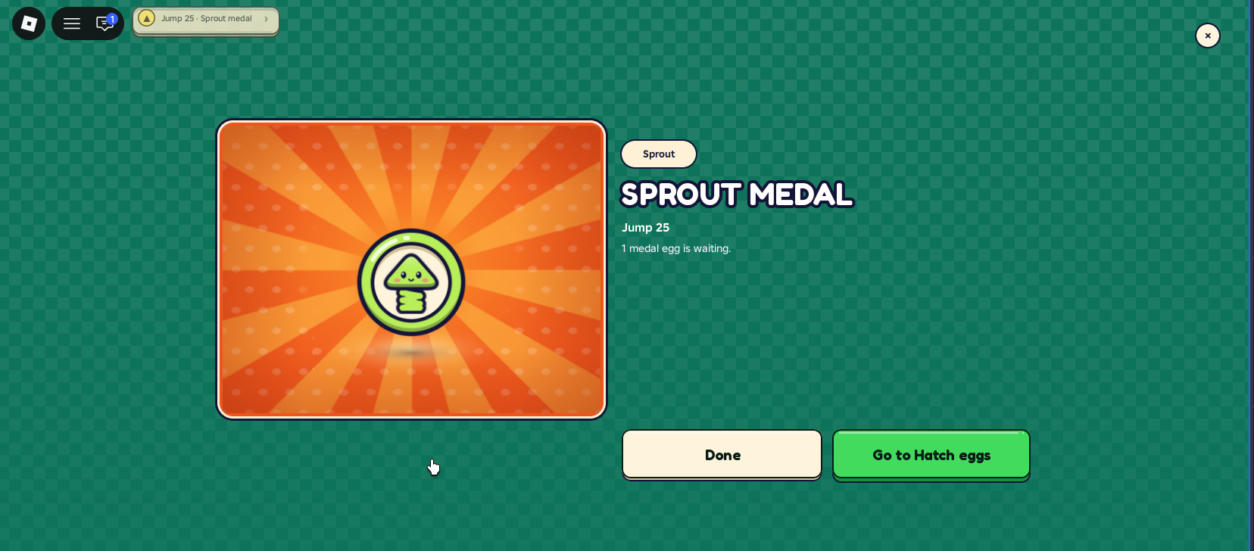 1
Jump 25 · Sprout medal ›
×
Sprout
SPROUT MEDAL
Jump 25
1 medal egg is waiting.
Done
Go to Hatch eggs